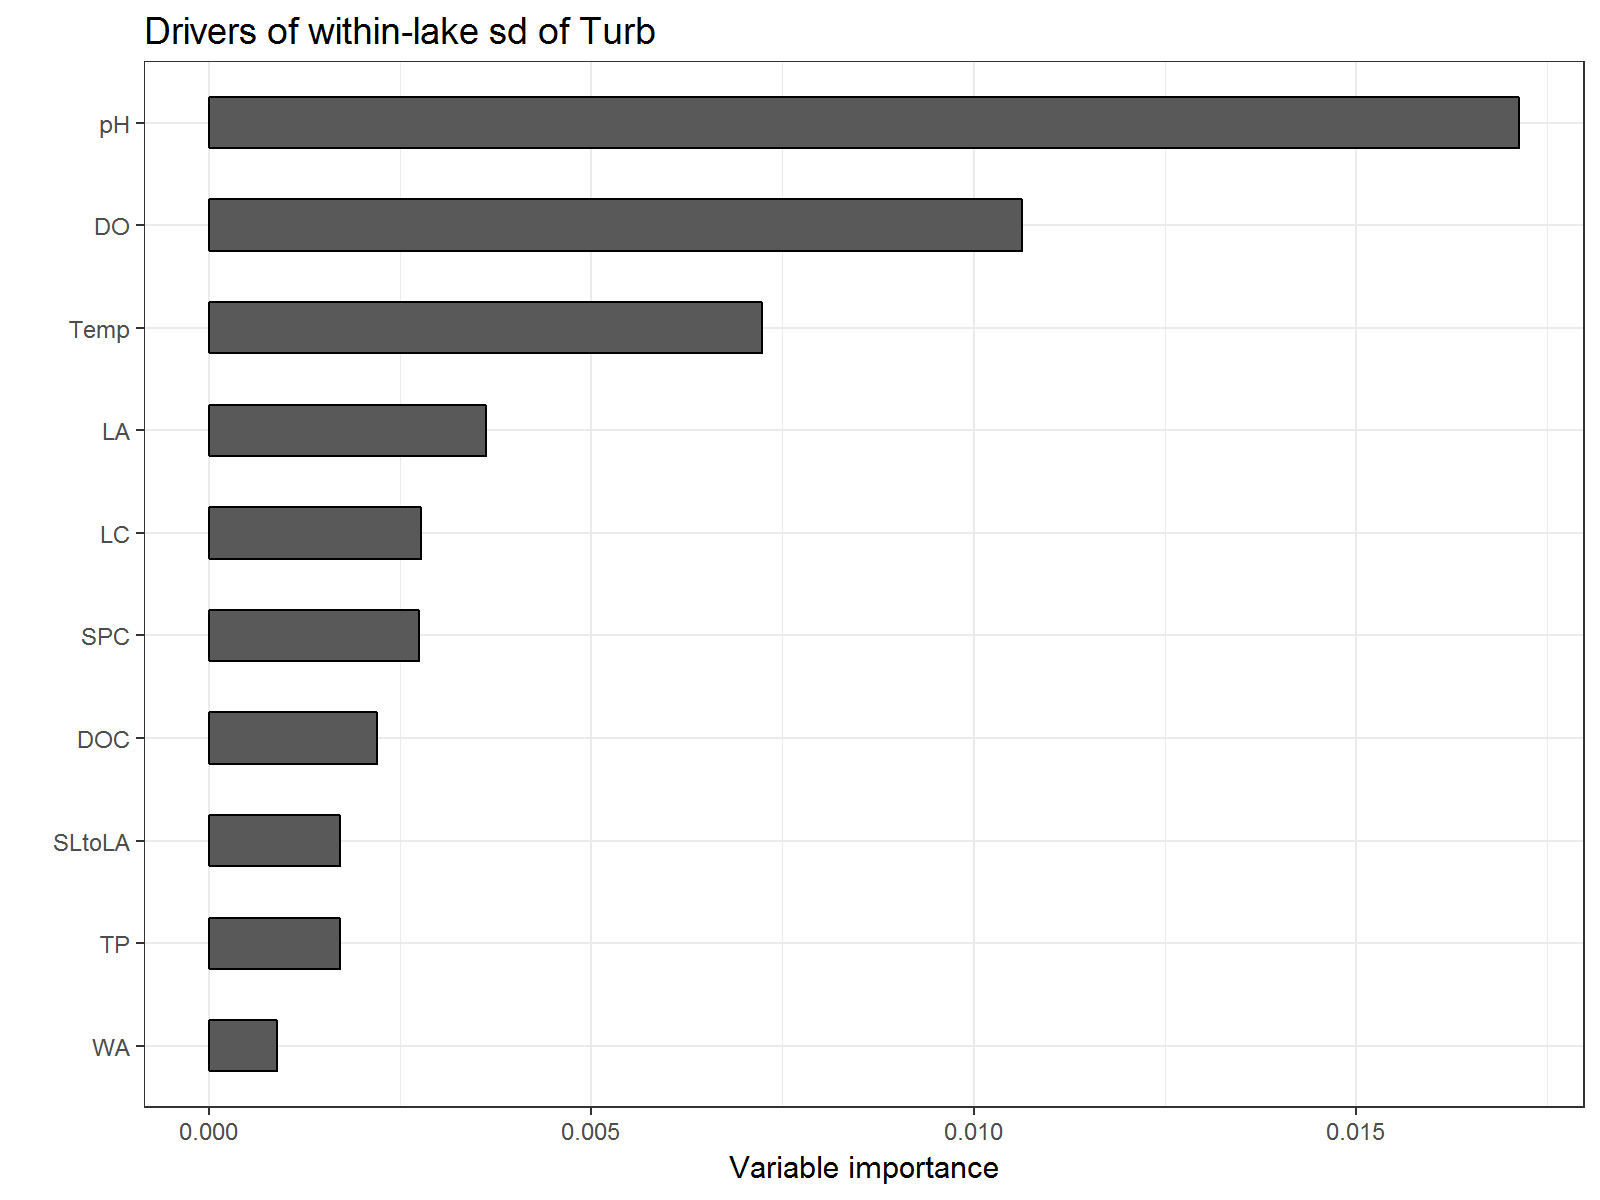 Drivers of within-lake sd of Turb
pH
DO
Temp
LA
LC
SPC
DOC
SLtoLA
TP
WA
0.000 0.005 0.010 0.015
Variable importance